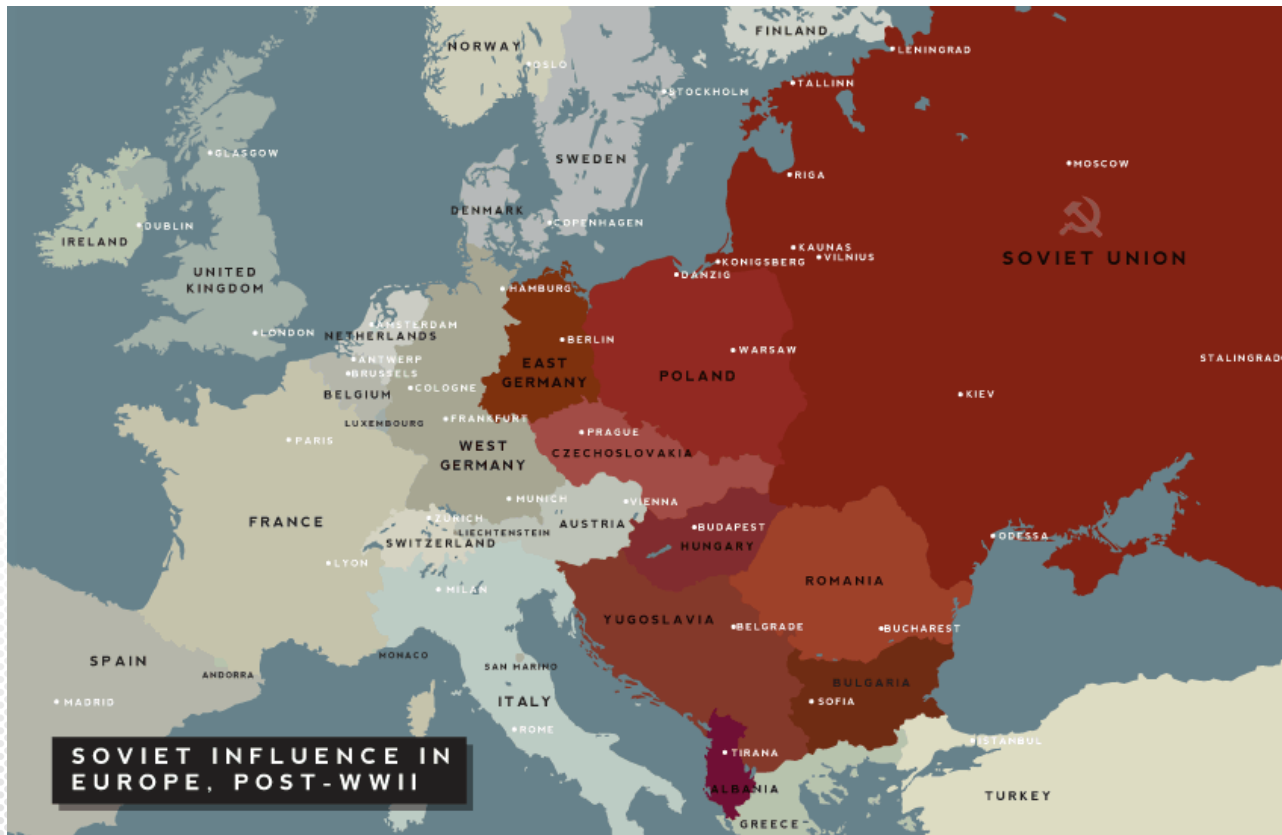 NORWAY
FINLAND
LENINGRAD
OSLO
TALLINN
STOCKHOLM
GLASGOW
SWEDEN
MOSCOW
RIGA
DENMARK
DUBLIN
COPENHAGEN
IRELAND
KAUNAS
VILNIUS
SOVIET UNION
KONIGSBERG
DANZIG
UNITED
KINGDOM
HAMBURG
AMSTERDAM
NETHERLANDS
LONDON
BERLIN
WARSAW
ANTWERP
STALINGRAD
BRUSSELS
EAST
GERMANY
POLAND
COLOGNE
BELGIUM
KIEV
LUXEMBOURG
FRANKFURT
PARIS
PRAGUE
WEST
GERMANY
CZECHOSLOVAKIA
MUNICH
VIENNA
FRANCE
ZURICH
AUSTRIA
BUDAPEST
LIECHTENSTEIN
SWITZERLAND
HUNGARY
ODESSA
LYON
ROMANIA
MILAN
YUGOSLAVIA
BELGRADE
BUCHAREST
MONACO
SPAIN
SAN MARINO
ANDORRA
BULGARIA
MADRID
ITALY
SOFIA
ROME
ISTANBUL
TIRANA
ALBANIA
TURKEY
GREECE
SOVIET INFLUENCE IN
EUROPE, POST-WWII